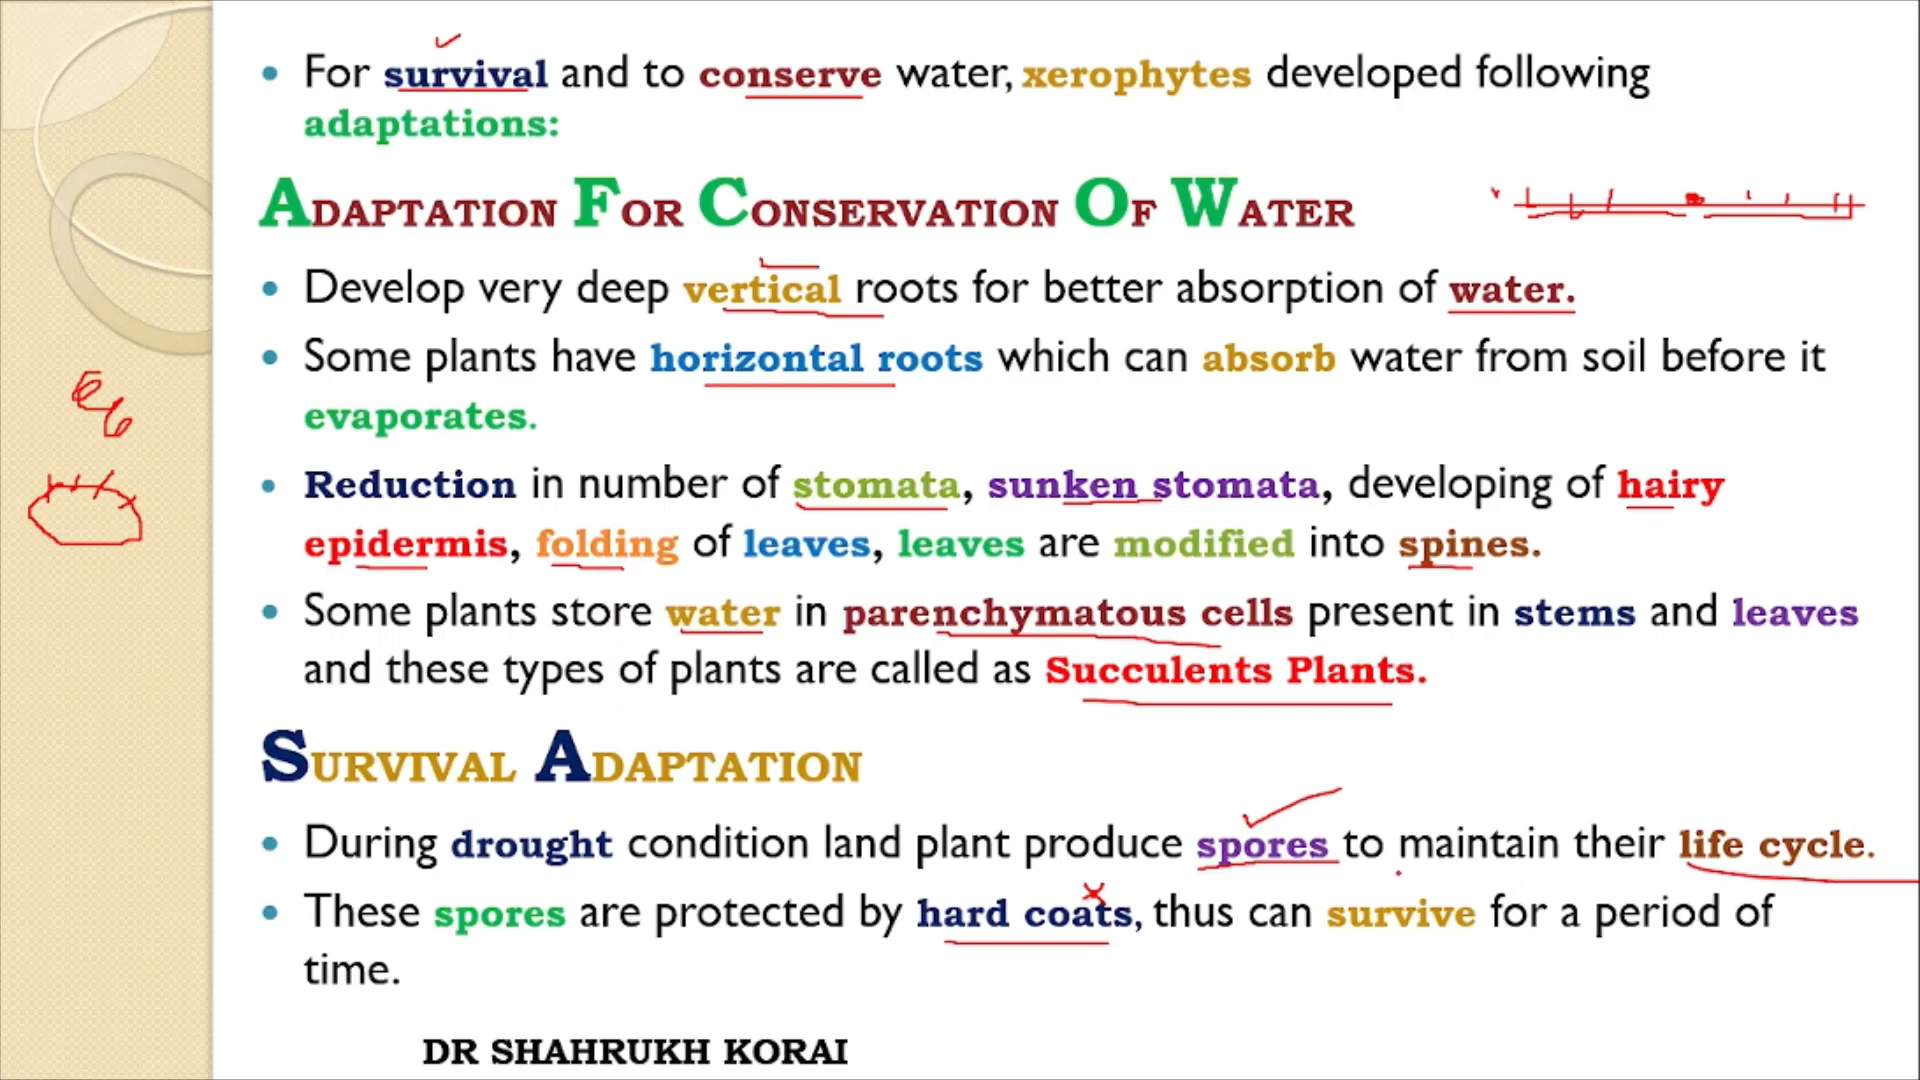 For survival and to conserve water, xerophytes developed following
adaptations:
ADAPTATION FOR CONSERVATION OF WATER
Develop very deep vertical roots for better absorption of water.
Some plants have horizontal roots which can absorb water from soil before it
evaporates.
Reduction in number of stomata, sunken stomata, developing of hairy
epidermis, folding of leaves, leaves are modified into spines.
Some plants store water in parenchymatous cells present in stems and leaves
and these types of plants are called as Succulents Plants.
SURVIVAL ADAPTATION
During drought condition land plant produce spores to maintain their life cycle.
These spores are protected by hard coats, thus can survive for a period of
time.
DR SHAHRUKH KORAI